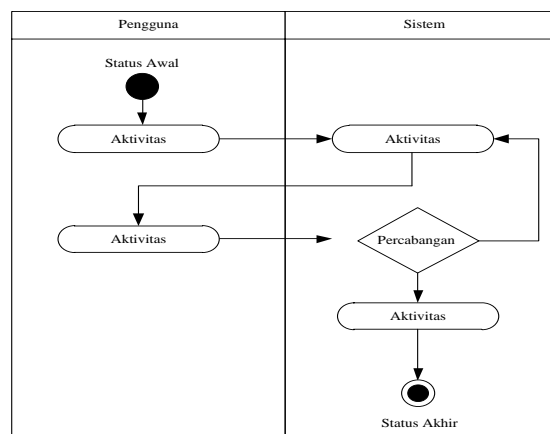 Pengguna
Sistem
Status Awal
Aktivitas
Aktivitas
Aktivitas
Percabangan
Aktivitas
Status Akhir